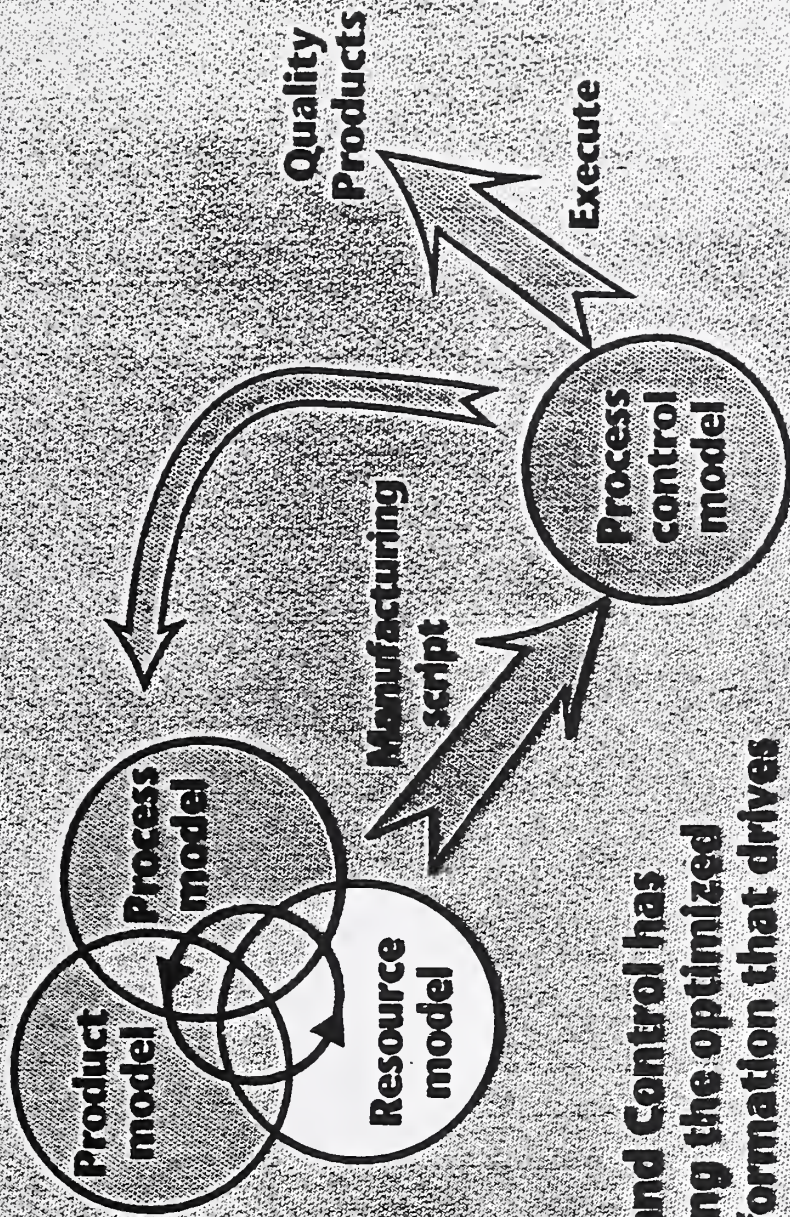 Product
model
Process
model
Quality
Products
Resource
model
Manufacturing
script
Execute
Process
control
model
nd Control has
ng the optimized
formation that drives